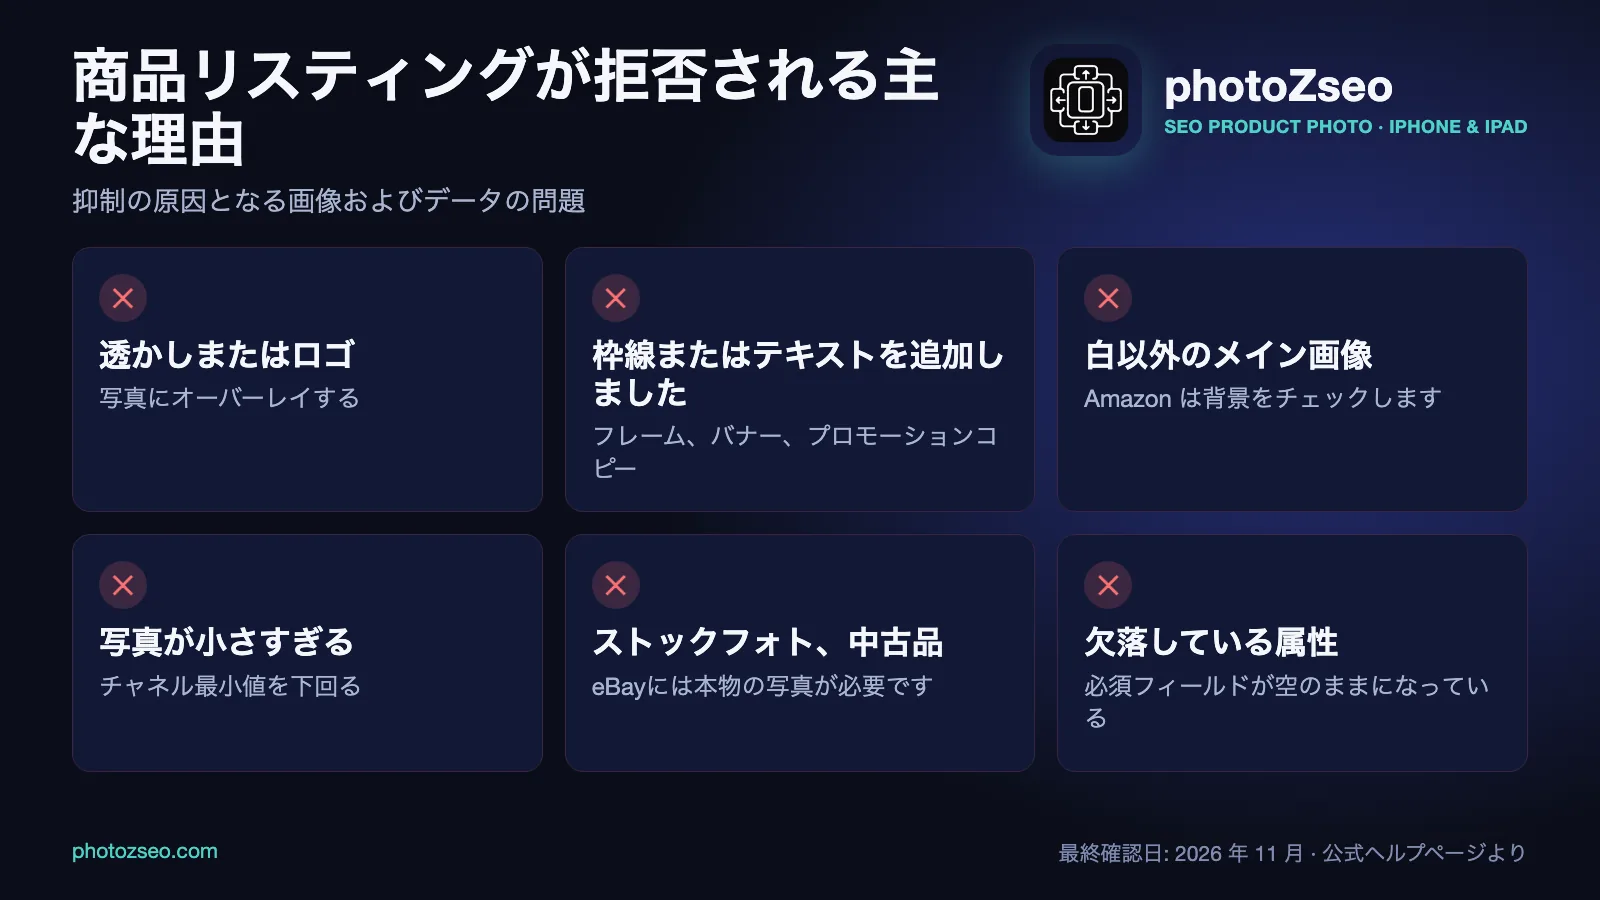 商品リスティングが拒否される主
な理由
抑制の原因となる画像およびデータの問題
photoZseo
SEO PRODUCT PHOTO · IPHONE & IPAD
透かしまたはロゴ
写真にオーバーレイする
枠線またはテキストを追加し
ました
フレーム、バナー、プロモーションコ
ピー
白以外のメイン画像
Amazon は背景をチェックします
写真が小さすぎる
チャネル最小値を下回る
ストックフォト、中古品
eBayには本物の写真が必要です
欠落している属性
必須フィールドが空のままになってい
る
photozseo.com
最終確認日: 2026 年 11 月 · 公式ヘルプページより